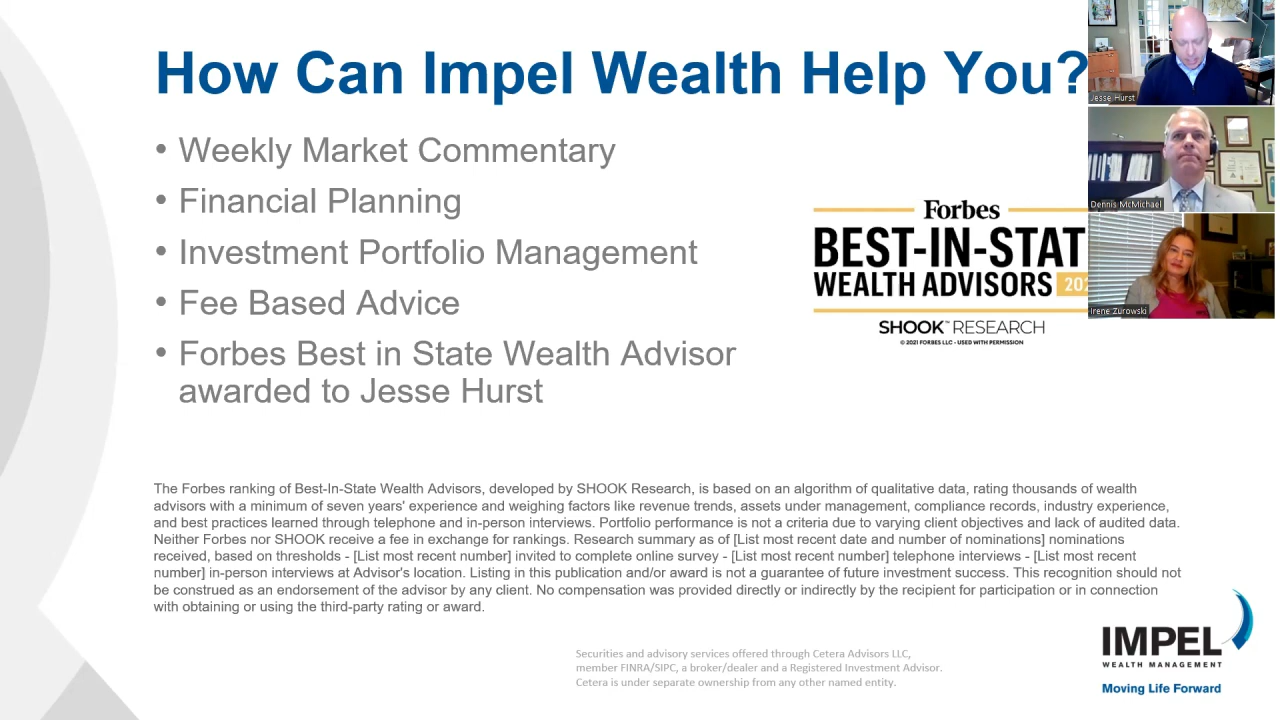 How Can Impel Wealth Help You?
• Weekly Market Commentary
• Financial Planning
• Investment Portfolio Management
• Fee Based Advice
• Forbes Best in State Wealth Advisor
awarded to Jesse Hurst
Forbes
BEST-IN-STAT
WEALTH ADVISORS 202
SHOOK™ RESEARCH
© 2021 FORBES LLC - USED WITH PERMISSION
Jesse Hurst
Dennis McMichael
Irene Zurowski
The Forbes ranking of Best-In-State Wealth Advisors, developed by SHOOK Research, is based on an algorithm of qualitative data, rating thousands of wealth
advisors with a minimum of seven years' experience and weighing factors like revenue trends, assets under management, compliance records, industry experience,
and best practices learned through telephone and in-person interviews. Portfolio performance is not a criteria due to varying client objectives and lack of audited data.
Neither Forbes nor SHOOK receive a fee in exchange for rankings. Research summary as of [List most recent date and number of nominations] nominations
received, based on thresholds - [List most recent number] invited to complete online survey - [List most recent number] telephone interviews - [List most recent
number] in-person interviews at Advisor's location. Listing in this publication and/or award is not a guarantee of future investment success. This recognition should not
be construed as an endorsement of the advisor by any client. No compensation was provided directly or indirectly by the recipient for participation or in connection
with obtaining or using the third-party rating or award.
Securities and advisory services offered through Cetera Advisors LLC,
member FINRA/SIPC, a broker/dealer and a Registered Investment Advisor.
Cetera is under separate ownership from any other named entity.
IMPEL
WEALTH MANAGEMENT
Moving Life Forward